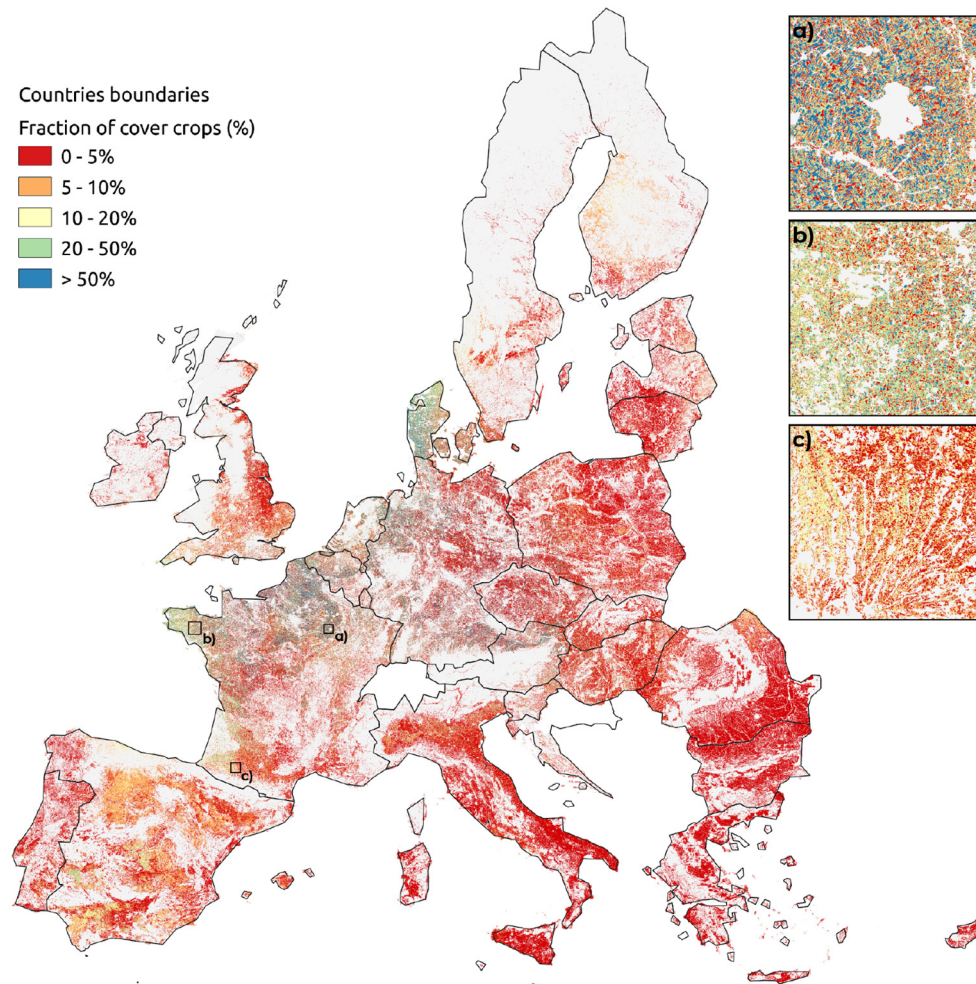 Countries boundaries
Fraction of cover crops (%)
0 - 5%
5 - 10%
10 - 20%
20 - 50%
> 50%
a)
b)
c)
a)
b)
c)